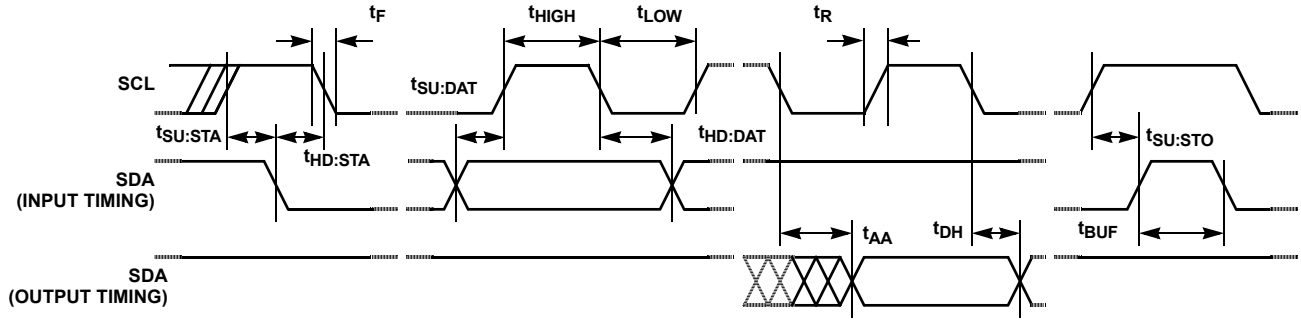 tF
tHIGH
tLOW
tR
SCL
tSU:DAT
tSU:STA
tHD:STA
tHD:DAT
tSU:STO
SDA
(INPUT TIMING)
tAA
tDH
tBUF
SDA
(OUTPUT TIMING)